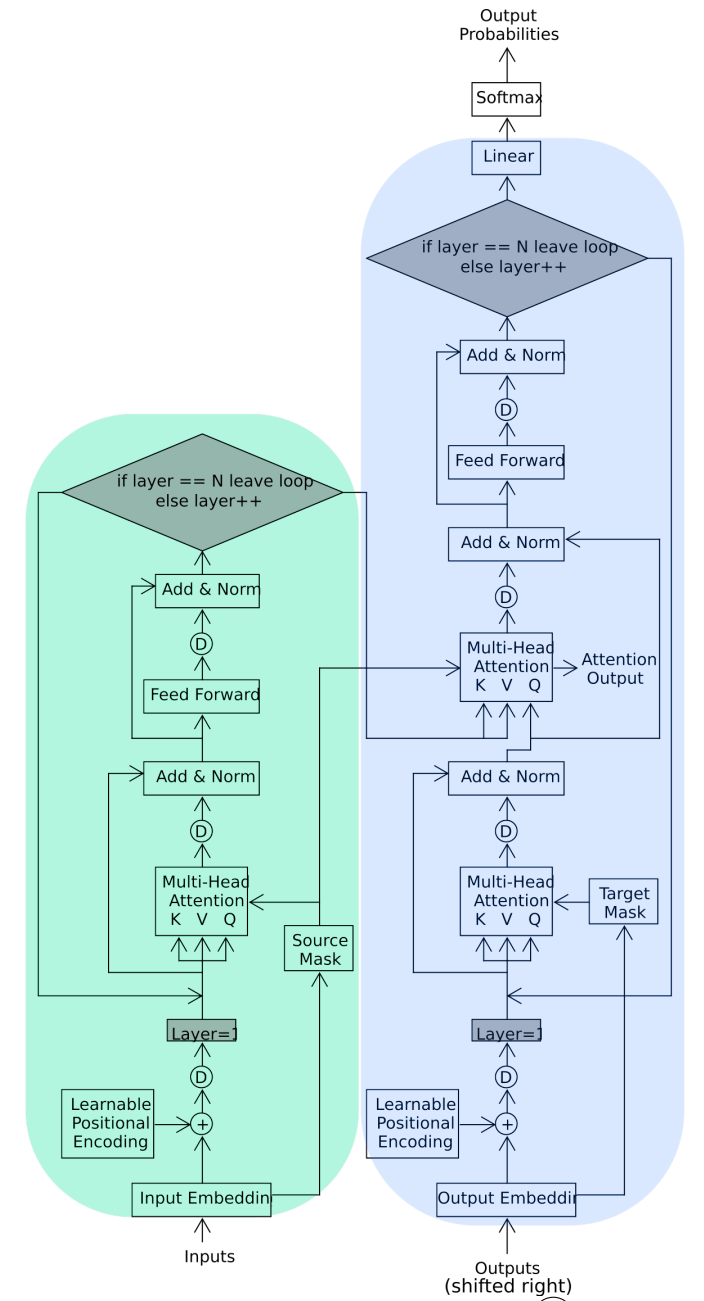 Output
Probabilities
Softmax
Linear
if layer == N leave loop
else layer++
Add & Norm
D
Feed Forward
Add & Norm
D
Multi-Head
Attention
K V Q
Attention
Output
Add & Norm
D
Multi-Head
Attention
K V Q
Target
Mask
Layer=1
D
Learnable
Positional
Encoding
+
Output Embeddin
Outputs
(shifted right)
if layer == N leave loop
else layer++
Add & Norm
D
Feed Forward
Add & Norm
D
Multi-Head
Attention
K V Q
Source
Mask
Layer=1
D
Learnable
Positional
Encoding
+
Input Embeddin
Inputs